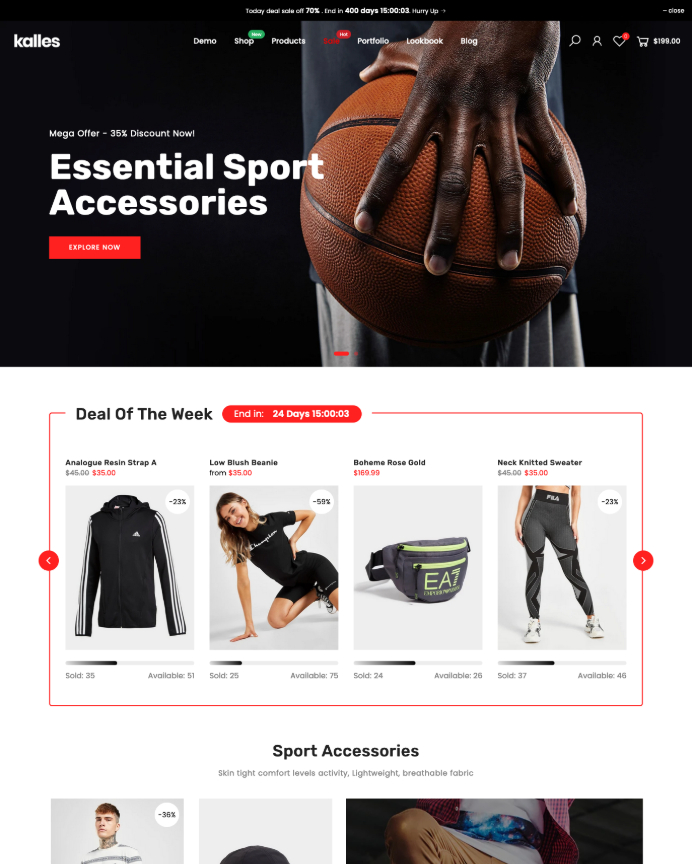 Today deal sale off 70% . End in 400 days 15:00:03. Hurry Up →
— close
kalles
Demo
Shop
New
Products
Sale
Hot
Portfolio
Lookbook
Blog
0
$199.00
Mega Offer - 35% Discount Now!
Essential Sport
Accessories
EXPLORE NOW
Deal Of The Week
End in: 24 Days 15:00:03
Analogue Resin Strap A
$45.00 $35.00
-23%
adidas
Sold: 35
Available: 51
Low Blush Beanie
from $35.00
-59%
Champion
Sold: 25
Available: 75
Boheme Rose Gold
$169.99
EA7
EMPORIO ARMANI
Sold: 24
Available: 26
Neck Knitted Sweater
$45.00 $35.00
-23%
FILA
Sold: 37
Available: 46
Sport Accessories
Skin tight comfort levels activity, Lightweight, breathable fabric
-36%